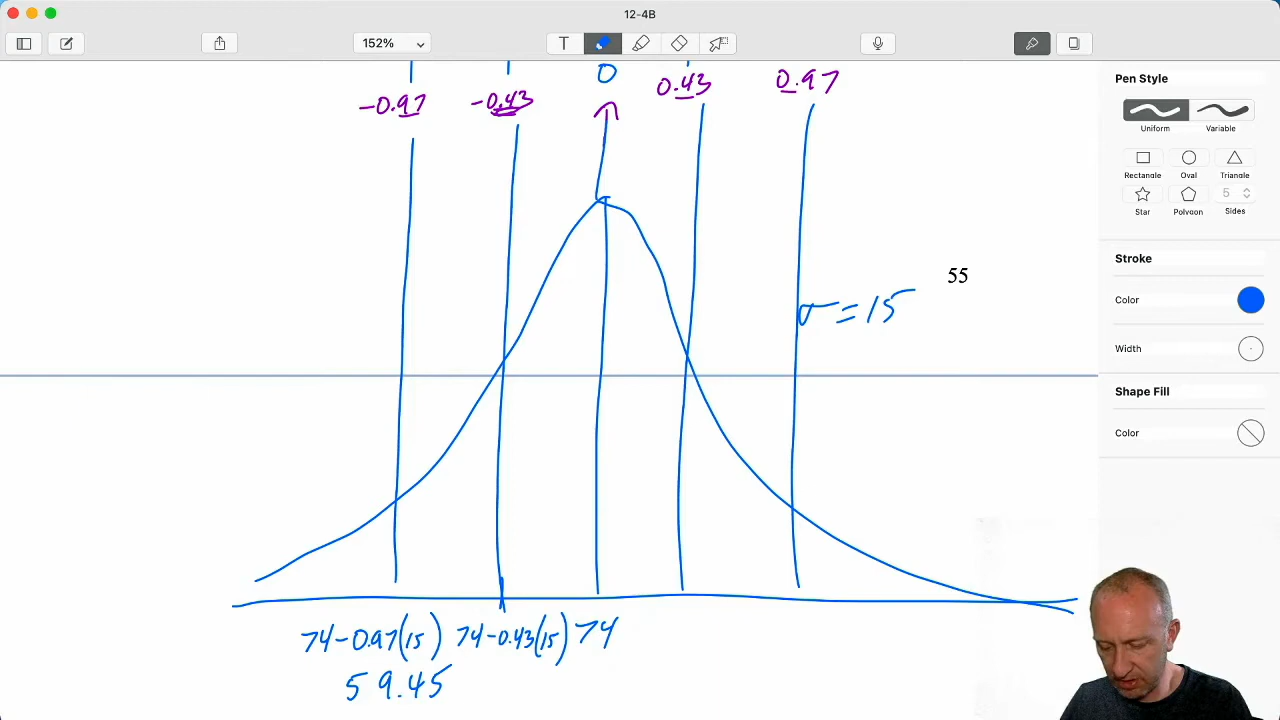 12-4B
152%
T
-0.97 -0.43 0 0.43 0.97
55
σ=15
74-0.97(15) 74-0.43(15) 74
59.45
Pen Style
Uniform Variable
Rectangle Oval Triangle
5
Star Polygon Sides
Stroke
Color
Width
Shape Fill
Color